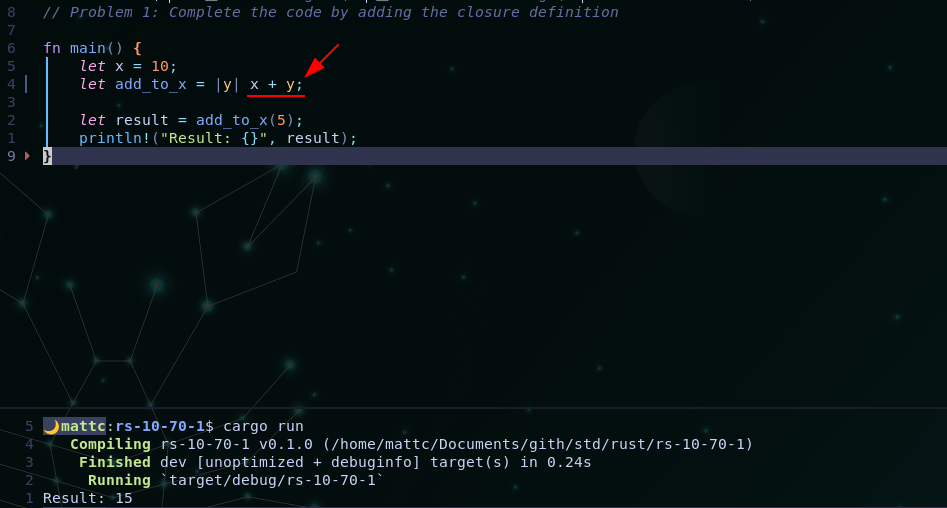 8 // Problem 1: Complete the code by adding the closure definition
7
6 fn main() {
5     let x = 10;
4     let add_to_x = |y| x + y;
3
2     let result = add_to_x(5);
1     println!("Result: {}", result);
9 }
5 🌙mattc:rs-10-70-1$ cargo run
4    Compiling rs-10-70-1 v0.1.0 (/home/mattc/Documents/gith/std/rust/rs-10-70-1)
3     Finished dev [unoptimized + debuginfo] target(s) in 0.24s
2      Running `target/debug/rs-10-70-1`
1 Result: 15